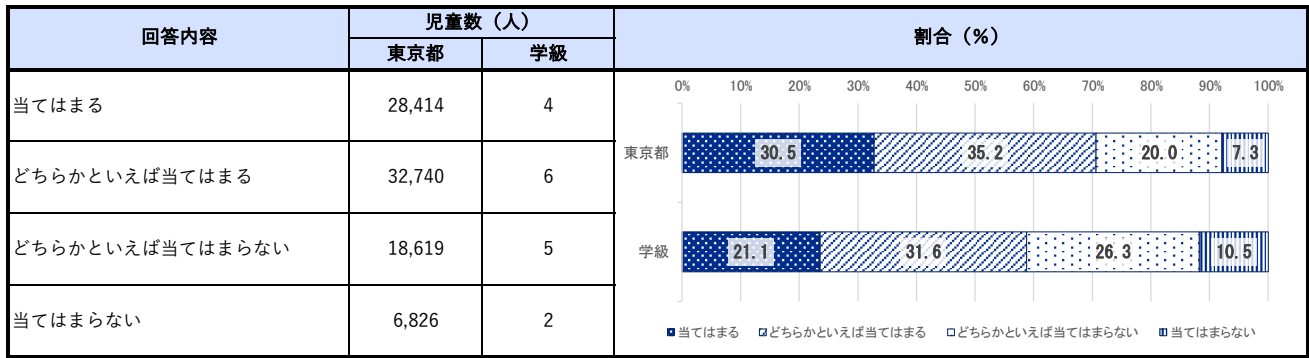 回答内容
児童数（人）
割合（％）
東京都
学級
当てはまる
28,414
4
どちらかといえば当てはまる
32,740
6
どちらかといえば当てはまらない
18,619
5
当てはまらない
6,826
2
0%
10%
20%
30%
40%
50%
60%
70%
80%
90%
100%
東京都
30.5
35.2
20.0
7.3
学級
21.1
31.6
26.3
10.5
当てはまる
どちらかといえば当てはまる
どちらかといえば当てはまらない
当てはまらない